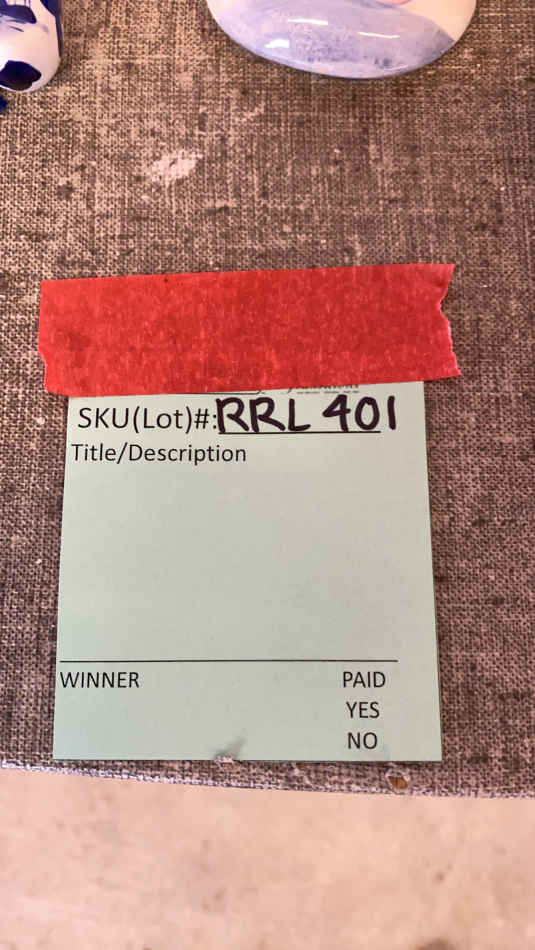 SKU(Lot)#:RRL 401
Title/Description
WINNER
PAID
YES
NO